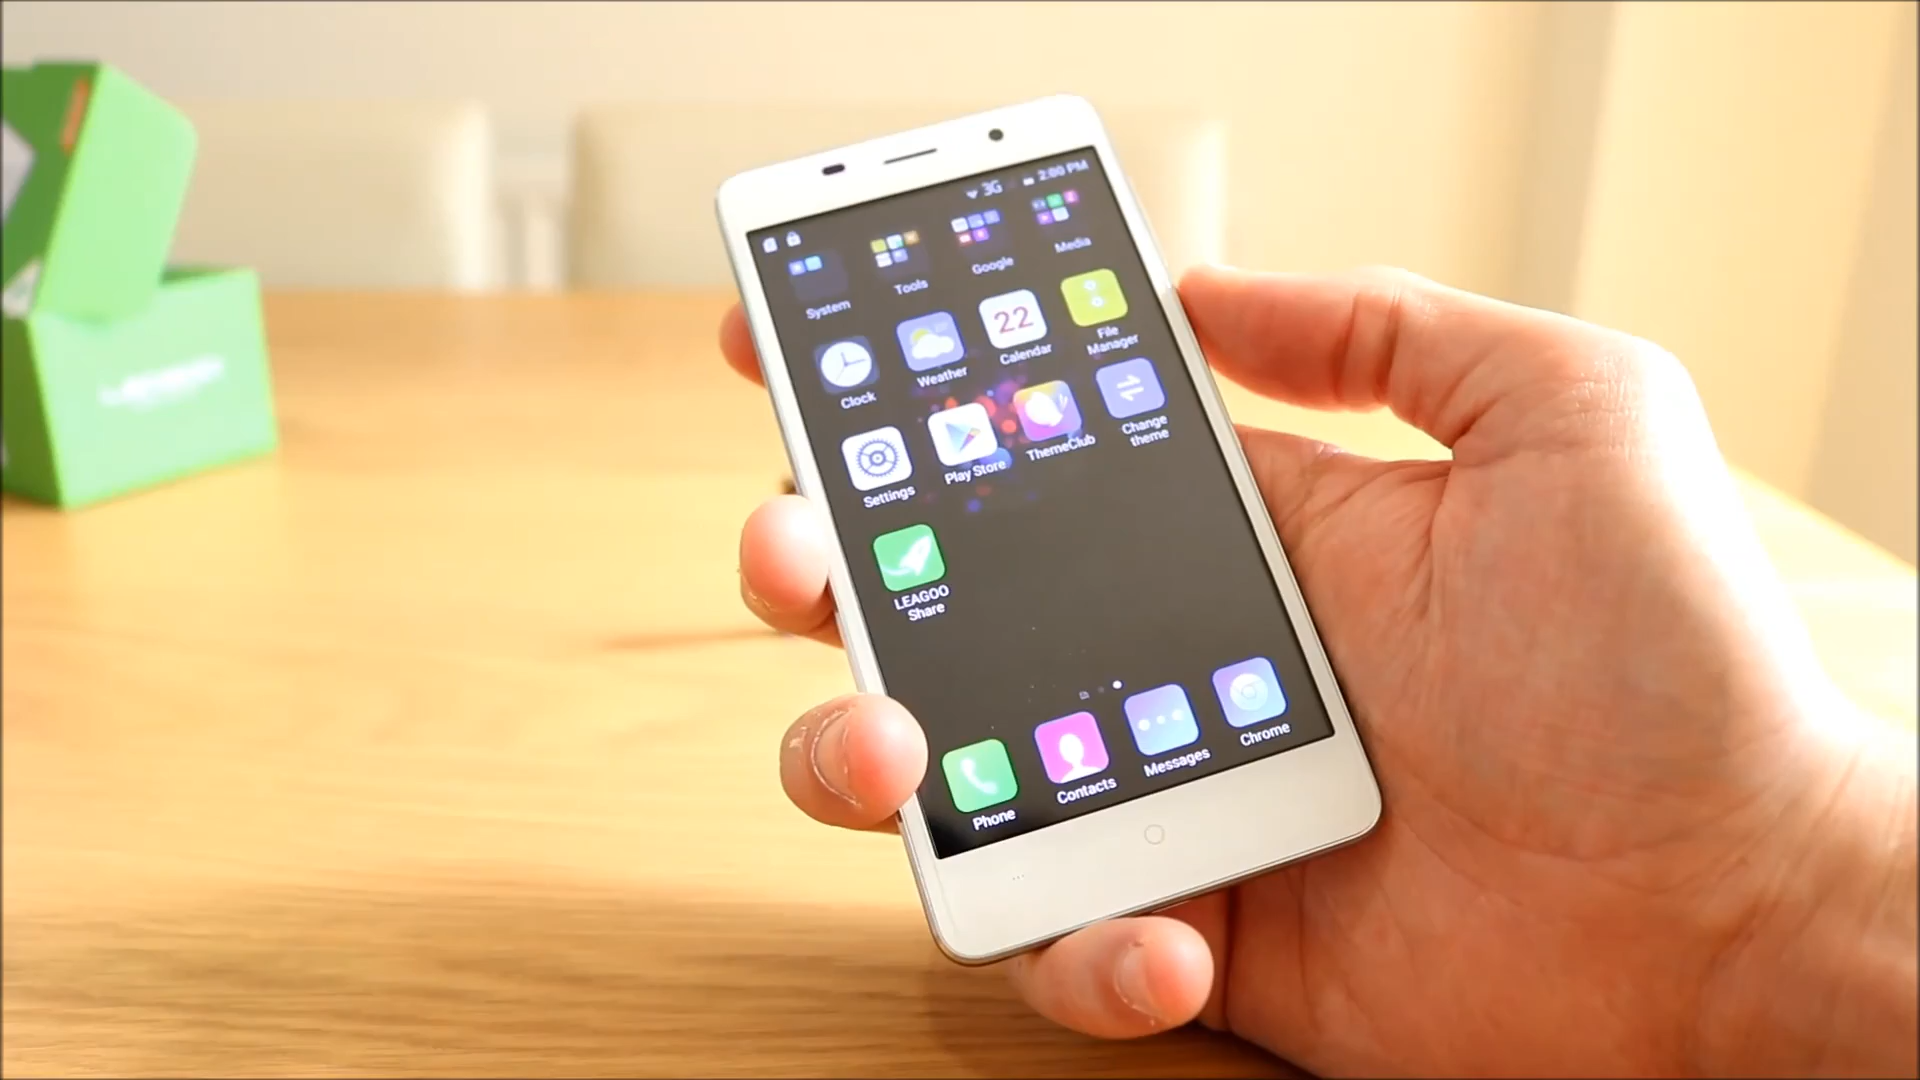 3G 2:00 PM
System
Tools
Google
Media
Clock
Weather
22
Calendar
File
Manager
Settings
Play Store
ThemeClub
Change
theme
LEAGOO
Share
Phone
Contacts
Messages
Chrome